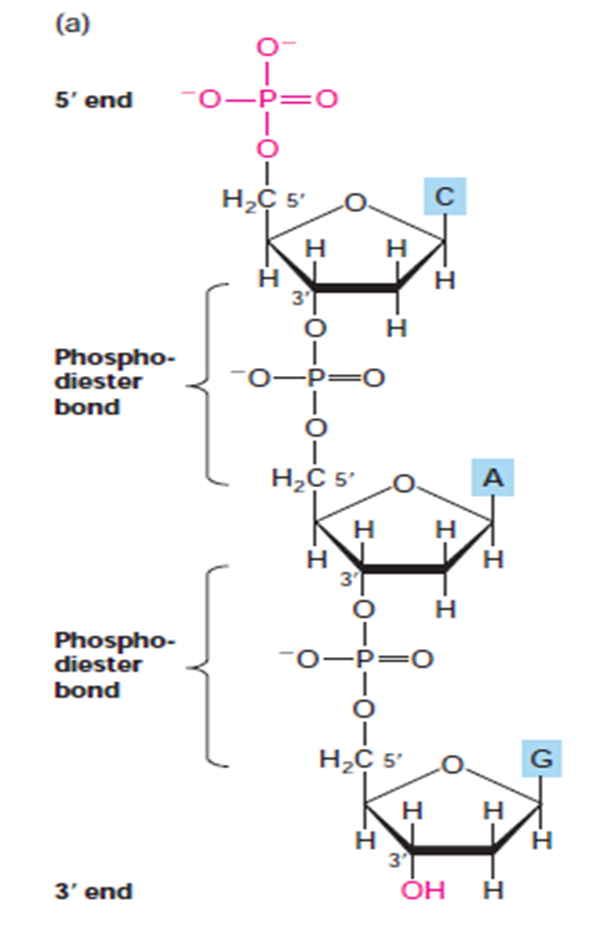 (a)
O⁻
5′ end
⁻O—P=O
O
H₂C 5′
O
C
H
H
H
H
3′
O
H
Phospho-
diester
bond
⁻O—P=O
O
H₂C 5′
O
A
H
H
H
H
3′
O
H
Phospho-
diester
bond
⁻O—P=O
O
H₂C 5′
O
G
H
H
H
H
3′
3′ end
OH
H